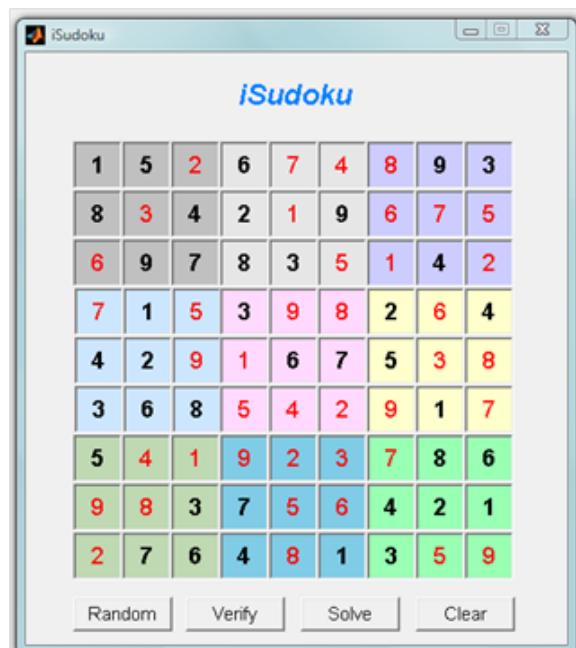 iSudoku
iSudoku
1 5 2 6 7 4 8 9 3
8 3 4 2 1 9 6 7 5
6 9 7 8 3 5 1 4 2
7 1 5 3 9 8 2 6 4
4 2 9 1 6 7 5 3 8
3 6 8 5 4 2 9 1 7
5 4 1 9 2 3 7 8 6
9 8 3 7 5 6 4 2 1
2 7 6 4 8 1 3 5 9
Random Verify Solve Clear